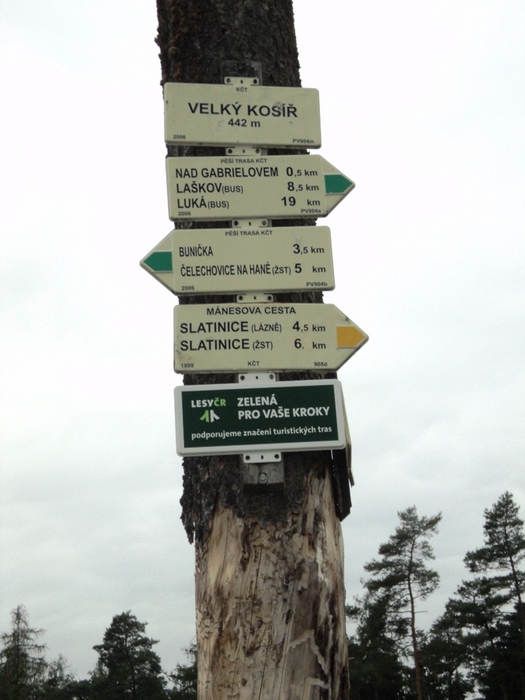 KČT
VELKÝ KOSÍŘ
442 m
2006 PV904m
PĚŠÍ TRASA KČT
NAD GABRIELOVEM 0,5 km
LAŠKOV (BUS) 8,5 km
LUKÁ (BUS) 19 km
2006 PV904a
PĚŠÍ TRASA KČT
BUNIČKA 3,5 km
ČELECHOVICE NA HANÉ (ŽST) 5 km
2006 PV904b
MÁNESOVA CESTA
SLATINICE (LÁZNĚ) 4,5 km
SLATINICE (ŽST) 6 km
1999 KČT 905d
LESY ČR ZELENÁ
PRO VAŠE KROKY
podporujeme značení turistických tras